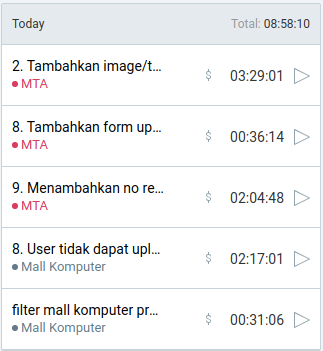 Today Total: 08:58:10
2. Tambahkan image/t... $ 03:29:01
MTA
8. Tambahkan form up... $ 00:36:14
MTA
9. Menambahkan no re... $ 02:04:48
MTA
8. User tidak dapat upl... $ 02:17:01
Mall Komputer
filter mall komputer pr... $ 00:31:06
Mall Komputer